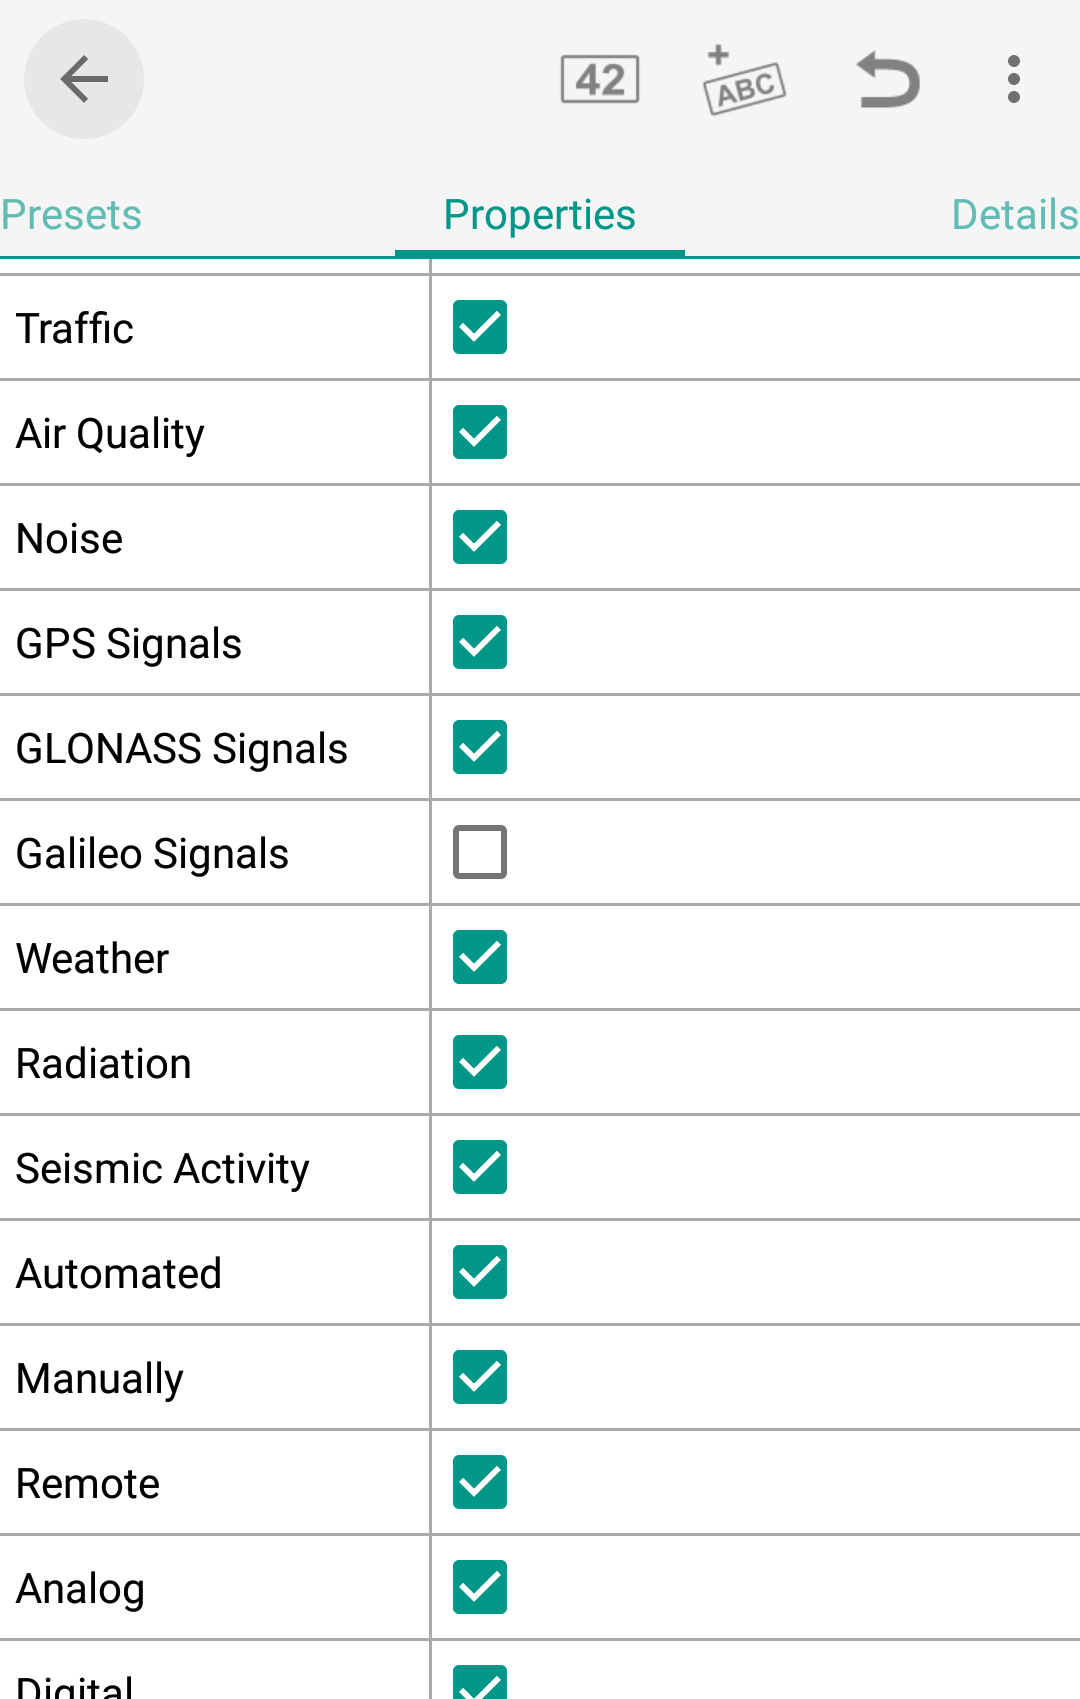 42
+ ABC
Presets Properties Details
Traffic
Air Quality
Noise
GPS Signals
GLONASS Signals
Galileo Signals
Weather
Radiation
Seismic Activity
Automated
Manually
Remote
Analog
Digital